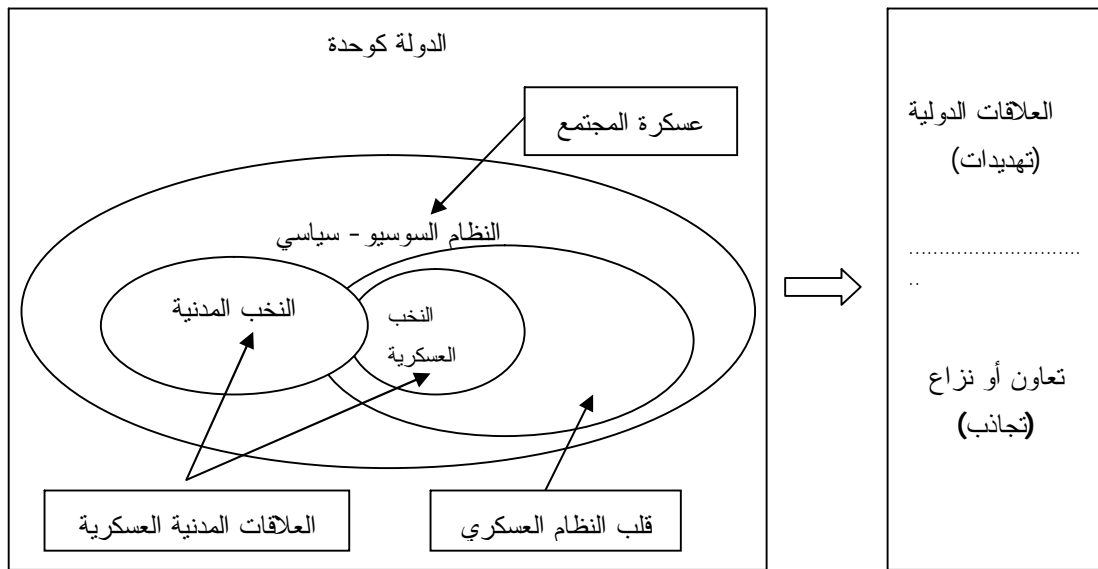 الدولة كوحدة
عسكرة المجتمع
النظام السوسيو - سياسي
النخب المدنية
النخب
العسكرية
العلاقات المدنية العسكرية
قلب النظام العسكري
العلاقات الدولية
(تهديدات)
............................
..
تعاون أو نزاع
(تجاذب)